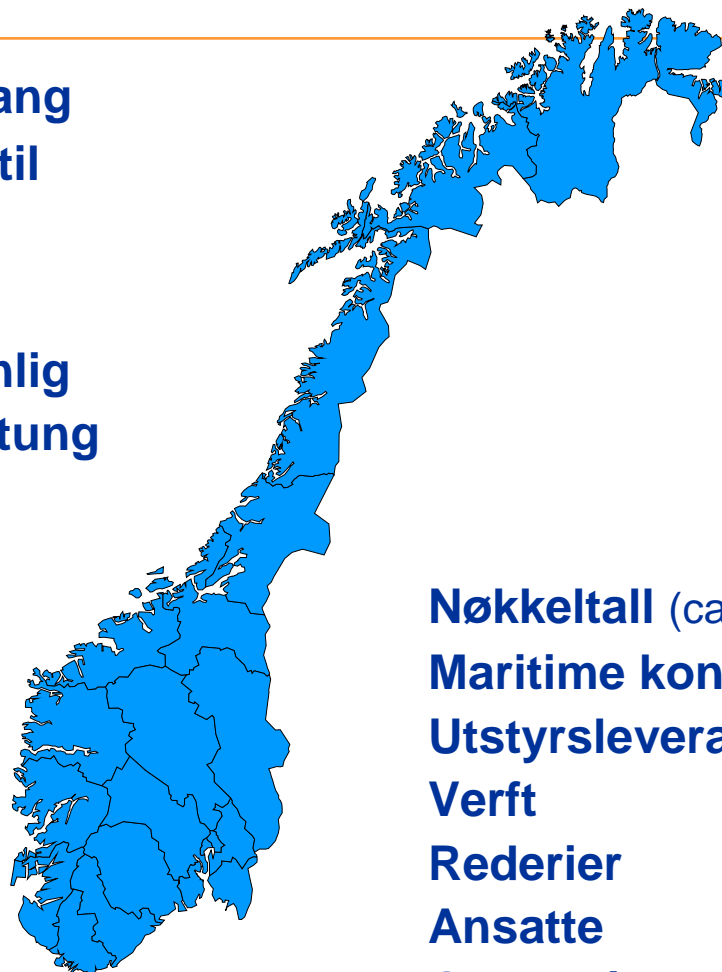 ang
til
nlig
tung
Nøkkeltall (ca
Maritime kon
Utstyrslevera
Verft
Rederier
Ansatte